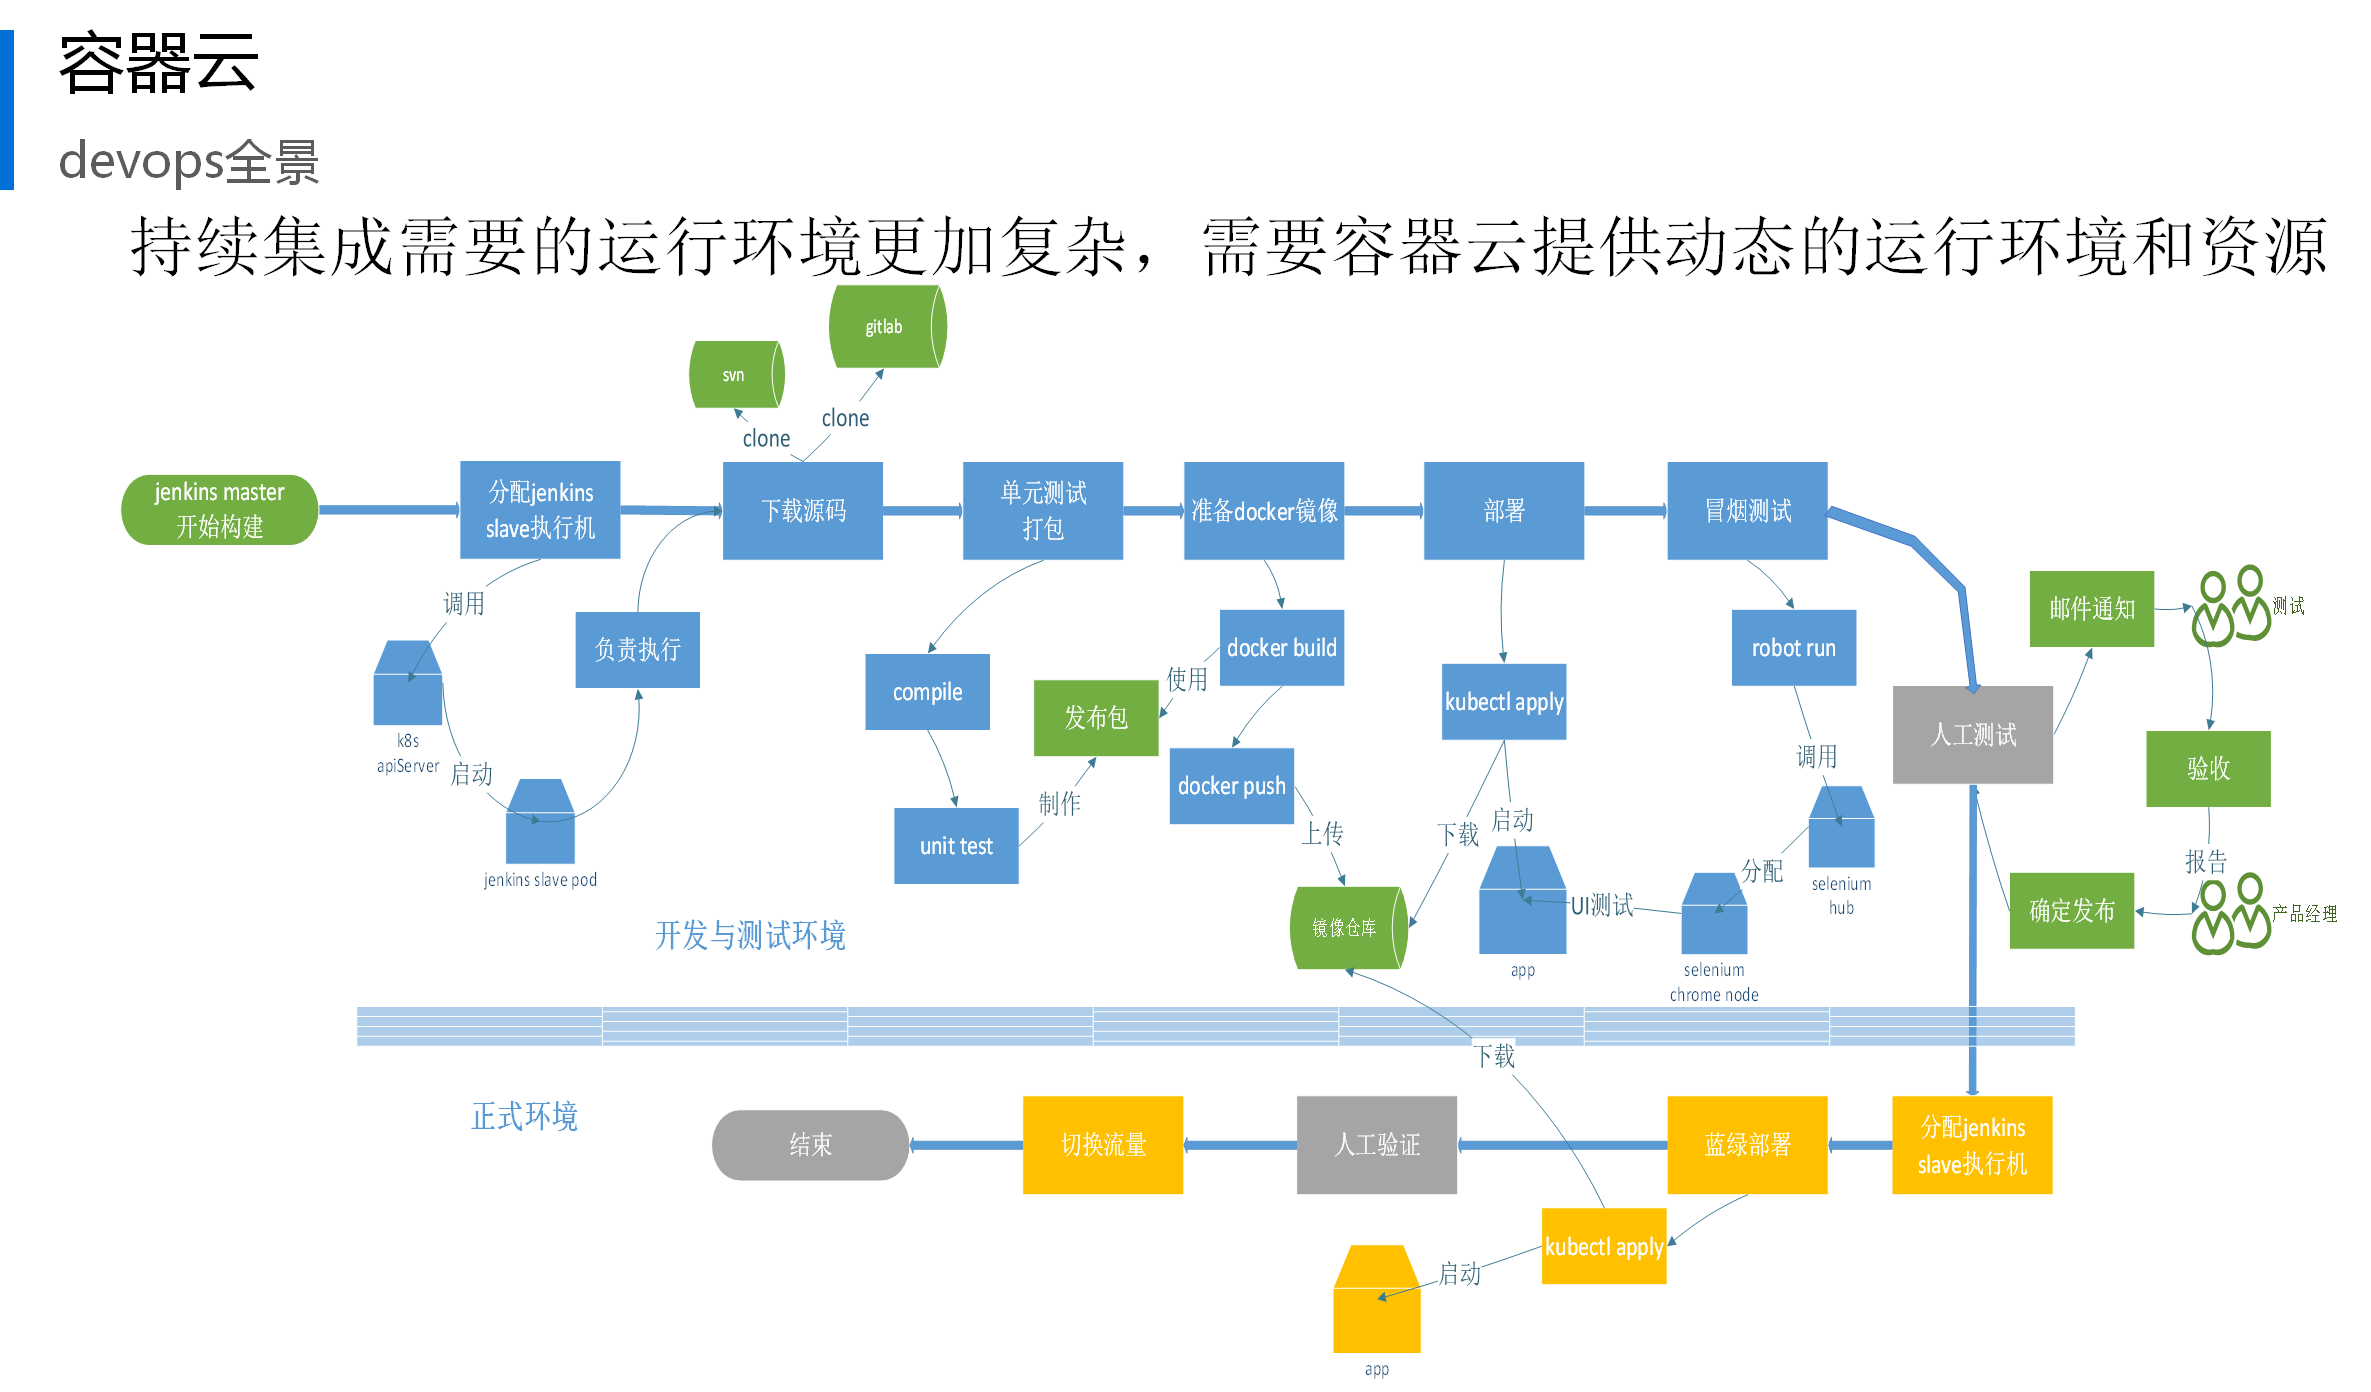 容器云
devops全景
持续集成需要的运行环境更加复杂，需要容器云提供动态的运行环境和资源
gitlab
svn
clone
clone
jenkins master
开始构建
分配jenkins
slave执行机
下载源码
单元测试
打包
准备docker镜像
部署
冒烟测试
调用
负责执行
k8s
apiServer
启动
jenkins slave pod
compile
unit test
制作
发布包
使用
docker build
docker push
上传
镜像仓库
kubectl apply
下载
启动
app
UI测试
robot run
调用
selenium
hub
分配
selenium
chrome node
人工测试
邮件通知
测试
验收
报告
产品经理
确定发布
开发与测试环境
正式环境
下载
分配jenkins
slave执行机
蓝绿部署
人工验证
切换流量
结束
kubectl apply
启动
app